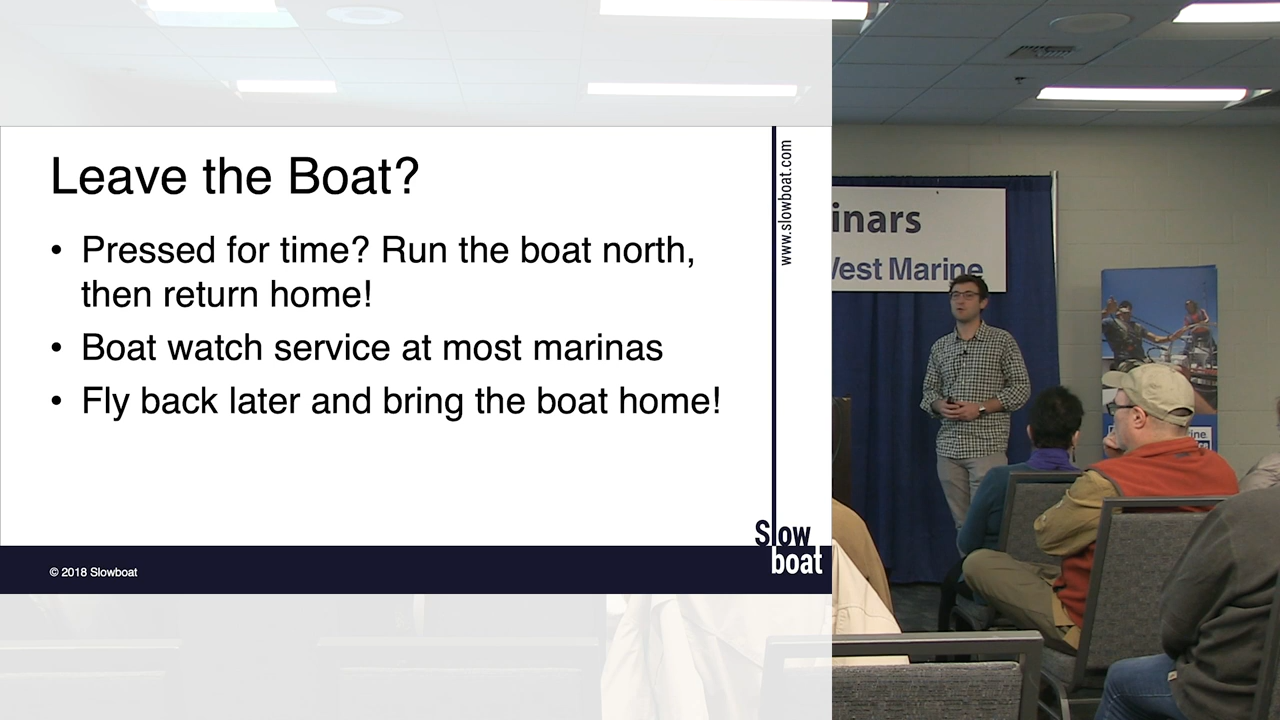 Leave the Boat?
• Pressed for time? Run the boat north,
then return home!
• Boat watch service at most marinas
• Fly back later and bring the boat home!
www.slowboat.com
Slow
boat
© 2018 Slowboat
inars
West Marine